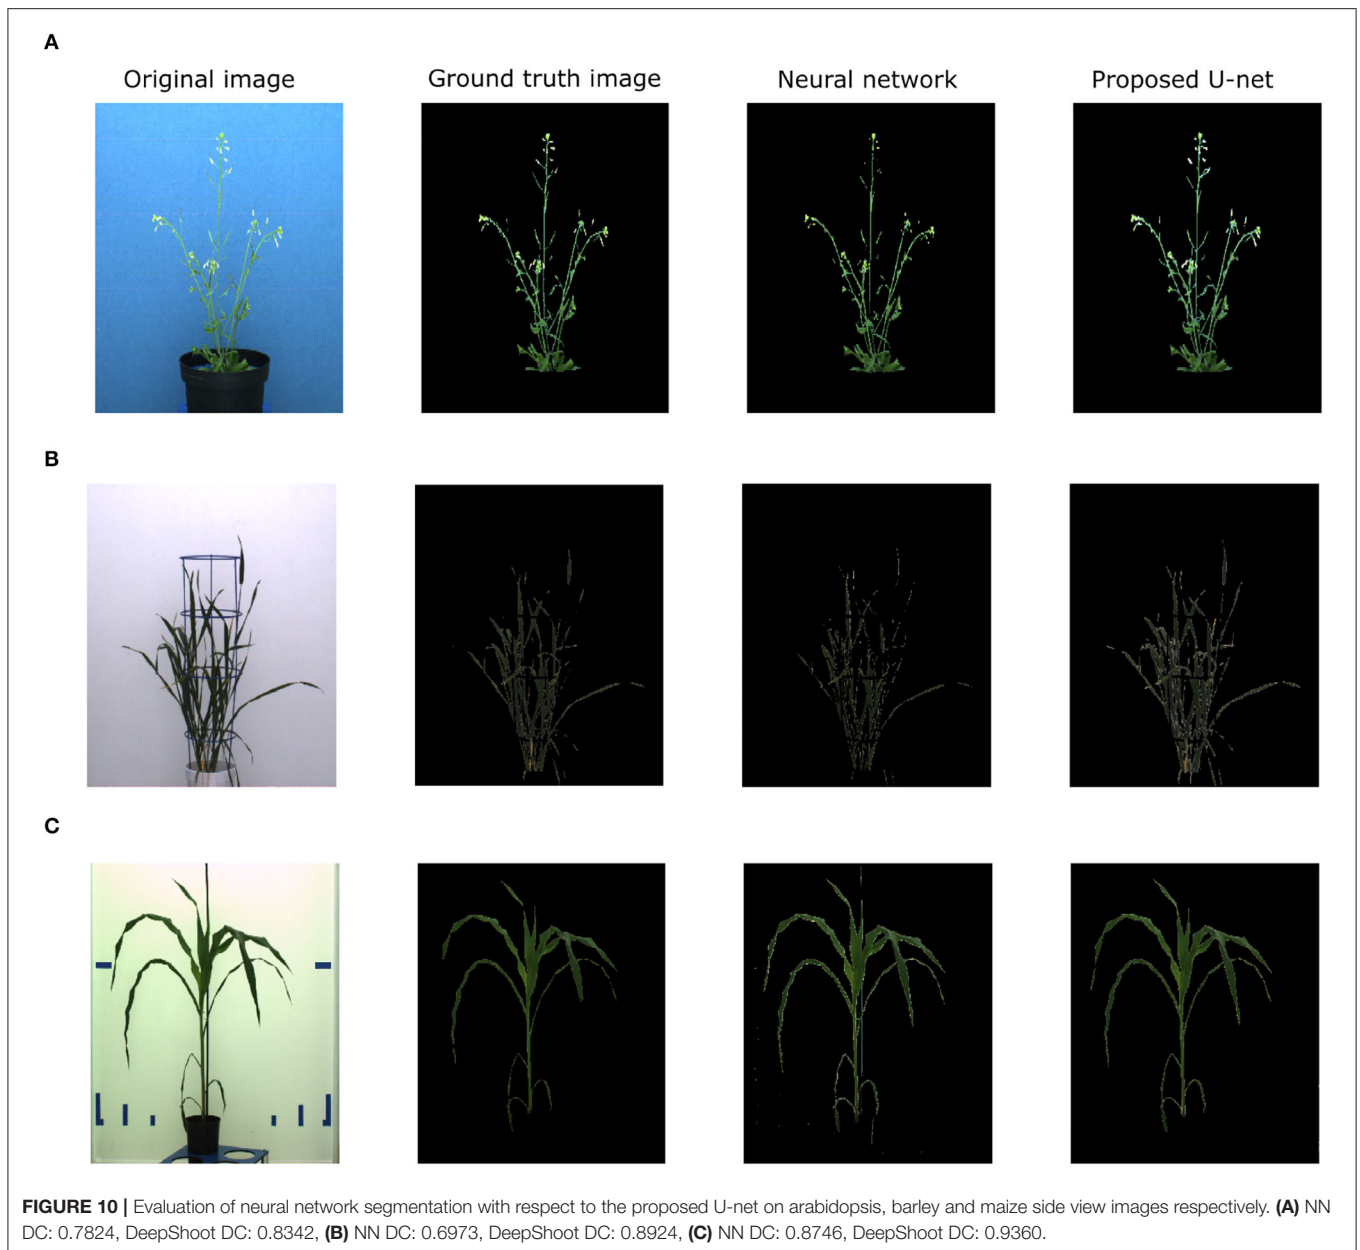 A
Original image
Ground truth image
Neural network
Proposed U-net
B
C
FIGURE 10 | Evaluation of neural network segmentation with respect to the proposed U-net on arabidopsis, barley and maize side view images respectively. (A) NN
DC: 0.7824, DeepShoot DC: 0.8342, (B) NN DC: 0.6973, DeepShoot DC: 0.8924, (C) NN DC: 0.8746, DeepShoot DC: 0.9360.